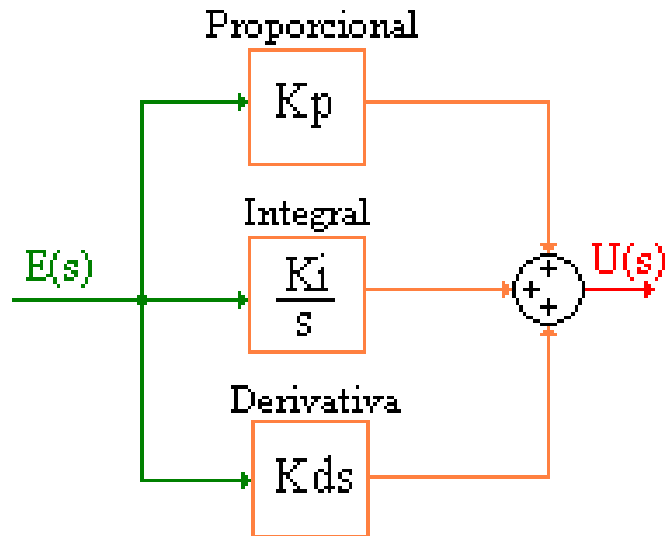 Proporcional
Kp
Integral
E(s)
Ki
s
+
+
+
U(s)
Derivativa
Kds